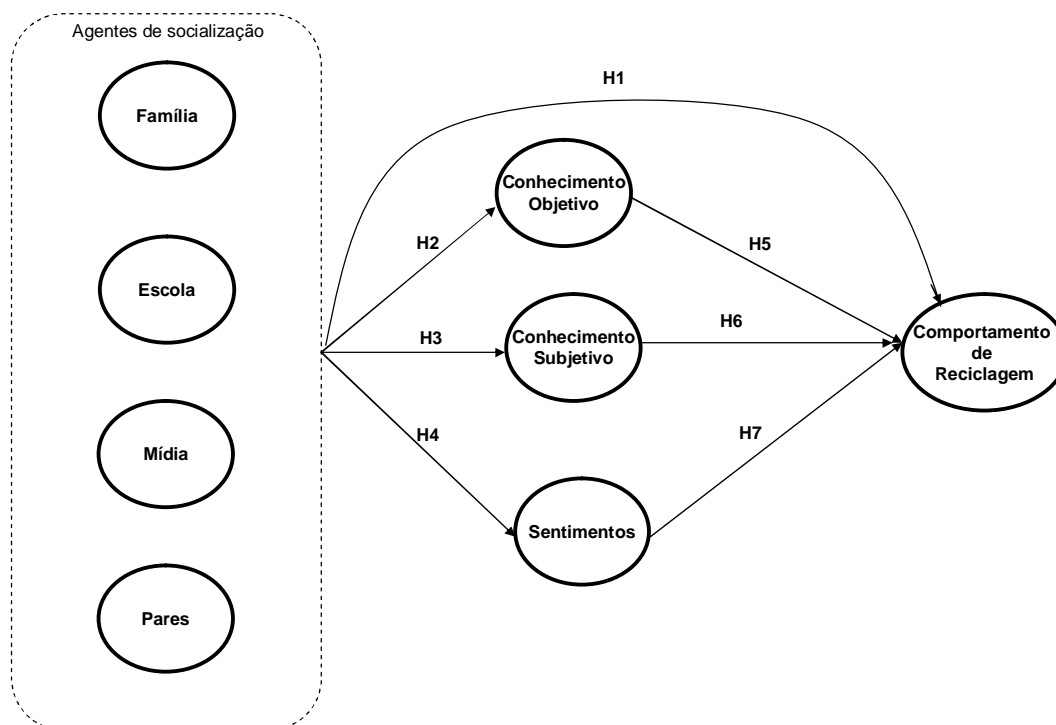 Agentes de socialização
Família
Escola
Mídia
Pares
H1
H2
H3
H4
Conhecimento
Objetivo
Conhecimento
Subjetivo
Sentimentos
H5
H6
H7
Comportamento
de
Reciclagem